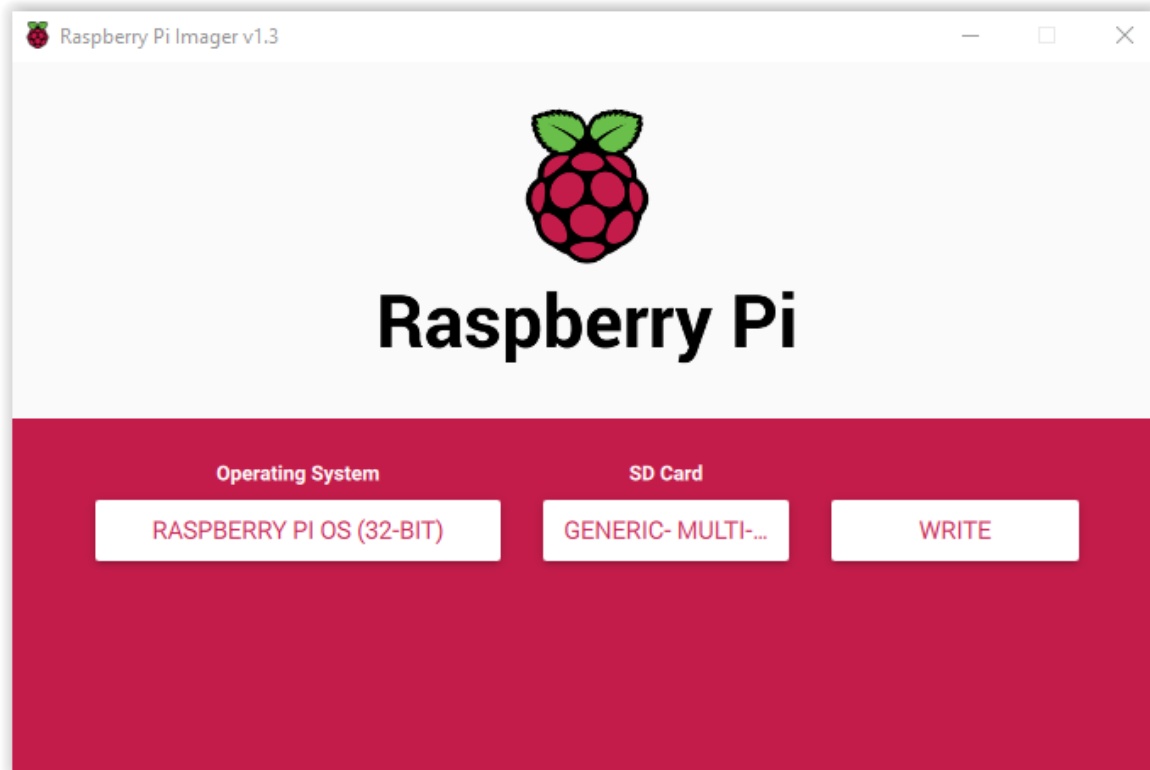 Raspberry Pi Imager v1.3
Raspberry Pi
Operating System
SD Card
RASPBERRY PI OS (32-BIT)
GENERIC- MULTI-...
WRITE